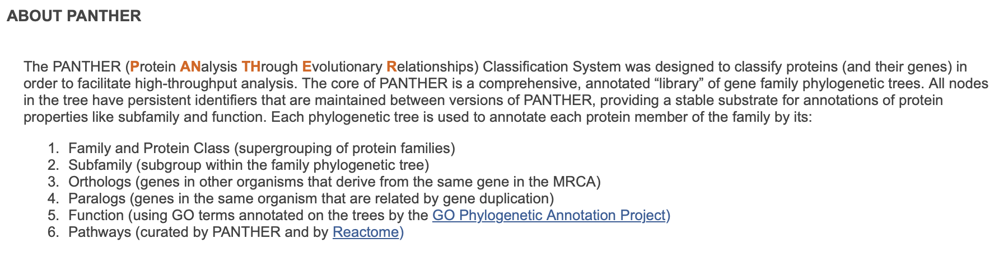 ABOUT PANTHER
The PANTHER (Protein ANalysis THrough Evolutionary Relationships) Classification System was designed to classify proteins (and their genes) in
order to facilitate high-throughput analysis. The core of PANTHER is a comprehensive, annotated “library” of gene family phylogenetic trees. All nodes
in the tree have persistent identifiers that are maintained between versions of PANTHER, providing a stable substrate for annotations of protein
properties like subfamily and function. Each phylogenetic tree is used to annotate each protein member of the family by its:
1. Family and Protein Class (supergrouping of protein families)
2. Subfamily (subgroup within the family phylogenetic tree)
3. Orthologs (genes in other organisms that derive from the same gene in the MRCA)
4. Paralogs (genes in the same organism that are related by gene duplication)
5. Function (using GO terms annotated on the trees by the GO Phylogenetic Annotation Project)
6. Pathways (curated by PANTHER and by Reactome)